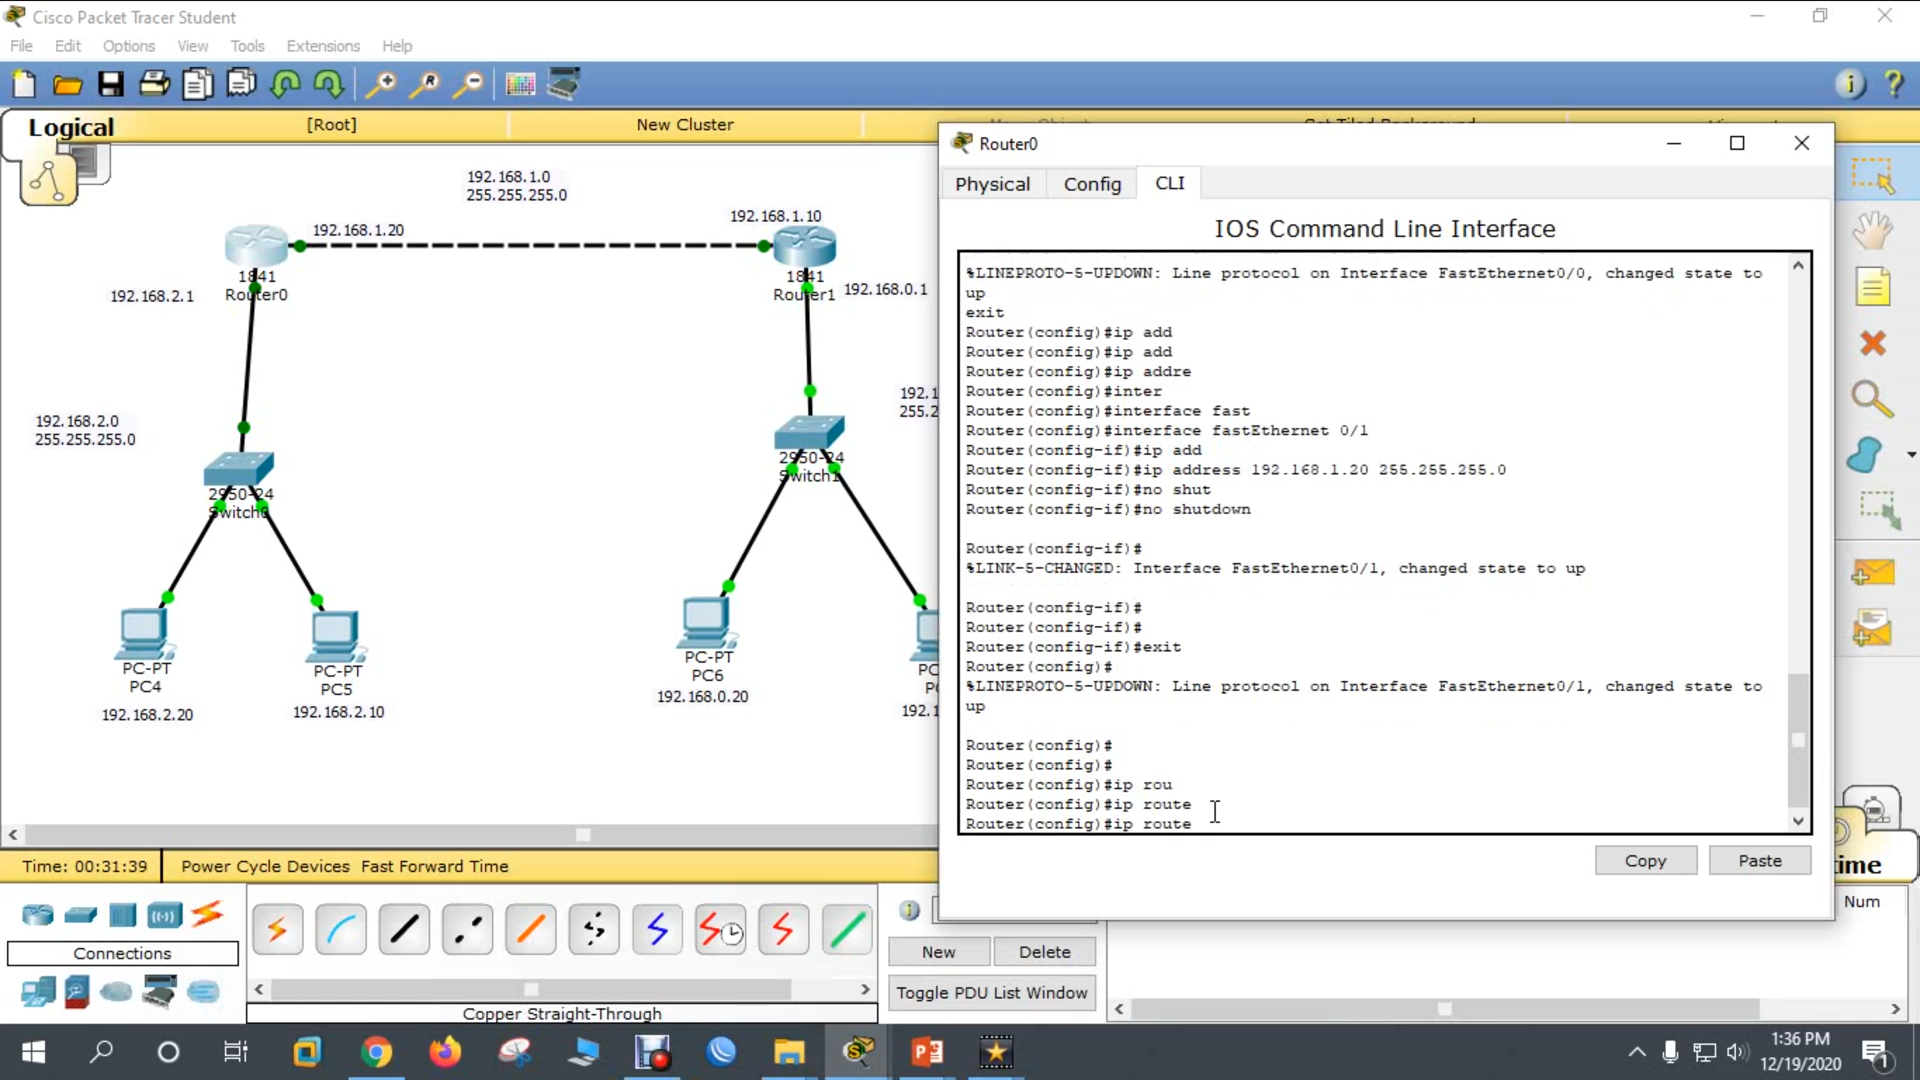 Cisco Packet Tracer Student
File Edit Options View Tools Extensions Help
Logical
[Root]
New Cluster
192.168.1.0
255.255.255.0
192.168.1.20
192.168.1.10
1841
Router0
192.168.2.1
1841
Router1
192.168.0.1
192.168.2.0
255.255.255.0
2950-24
Switch0
2950-24
Switch1
192.1
255.2
PC-PT
PC4
192.168.2.20
PC-PT
PC5
192.168.2.10
PC-PT
PC6
192.168.0.20
PC
192.1
Router0
Physical
Config
CLI
IOS Command Line Interface
%LINEPROTO-5-UPDOWN: Line protocol on Interface FastEthernet0/0, changed state to
up
exit
Router(config)#ip add
Router(config)#ip add
Router(config)#ip addre
Router(config)#inter
Router(config)#interface fast
Router(config)#interface fastEthernet 0/1
Router(config-if)#ip add
Router(config-if)#ip address 192.168.1.20 255.255.255.0
Router(config-if)#no shut
Router(config-if)#no shutdown
Router(config-if)#
%LINK-5-CHANGED: Interface FastEthernet0/1, changed state to up
Router(config-if)#
Router(config-if)#
Router(config-if)#exit
Router(config)#
%LINEPROTO-5-UPDOWN: Line protocol on Interface FastEthernet0/1, changed state to
up
Router(config)#
Router(config)#
Router(config)#ip rou
Router(config)#ip route
Router(config)#ip route
Copy
Paste
Time: 00:31:39
Power Cycle Devices Fast Forward Time
ime
Num
Connections
New
Delete
Toggle PDU List Window
Copper Straight-Through
1:36 PM
12/19/2020
1